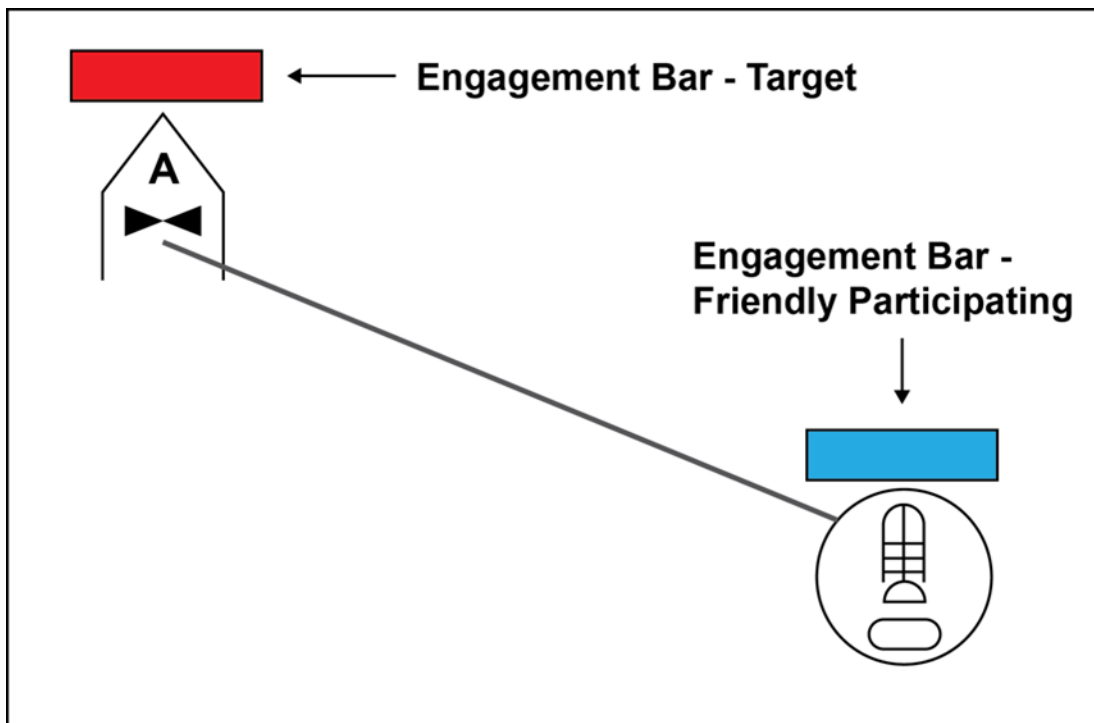 Engagement Bar - Target
A
Engagement Bar -
Friendly Participating